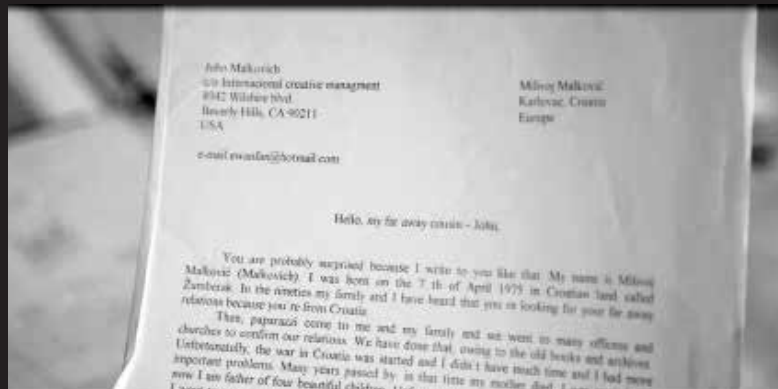 John Malkovich
c/o Internacional creative managment
8942 Wilshire blvd.
Beverly Hills, CA 90211
USA
e-mail:ewanfan@hotmail.com
Milivoj Malković
Karlovac, Croatia
Europe
Hello, my far away cousin – John,
You are probably surprised because I write to you like that. My name is Milivoj
Malković (Malkovich). I was born on the 7 th of April 1975 in Croatian land called
Žumberak. In the nineties my family and I have heard that you re looking for your far away
relations because you re from Croatia.
Then, paparazzi come to me and my family and we went to many offices and
churches to confirm our relations. We have done that, owing to the old books and archives.
Unfortunatelly, the war in Croatia was started and I didn t have much time and I had more
important problems. Many years passed by, in that time my mother died
now I am father of four beautiful children